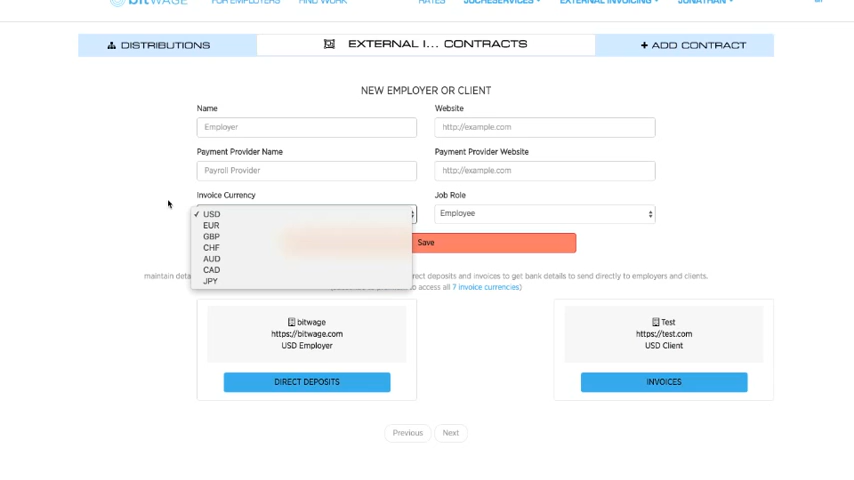 bitwage FOR EMPLOYERS FIND WORK RATES EXTERNAL INVOICING JONATHAN
DISTRIBUTIONS EXTERNAL I... CONTRACTS + ADD CONTRACT
NEW EMPLOYER OR CLIENT
Name Website
Employer http://example.com
Payment Provider Name Payment Provider Website
Payroll Provider http://example.com
Invoice Currency Job Role
✓ USD Employee
EUR
GBP Save
CHF
AUD
CAD
JPY
maintain deta rect deposits and invoices to get bank details to send directly to employers and clients.
to access all 7 invoice currencies)
bitwage Test
https://bitwage.com https://test.com
USD Employer USD Client
DIRECT DEPOSITS INVOICES
Previous Next